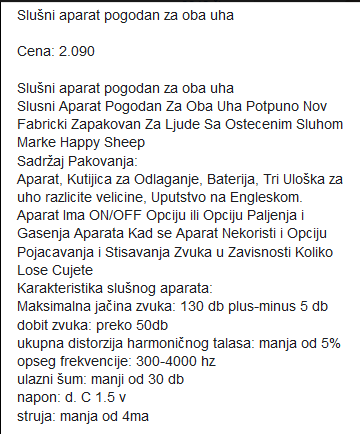 Slušni aparat pogodan za oba uha
Cena: 2.090
Slušni aparat pogodan za oba uha
Slusni Aparat Pogodan Za Oba Uha Potpuno Nov
Fabricki Zapakovan Za Ljude Sa Ostecenim Sluhom
Marke Happy Sheep
Sadržaj Pakovanja:
Aparat, Kutijica za Odlaganje, Baterija, Tri Uloška za
uho razlicite velicine, Uputstvo na Engleskom.
Aparat Ima ON/OFF Opciju ili Opciju Paljenja i
Gasenja Aparata Kad se Aparat Nekoristi i Opciju
Pojacavanja i Stisavanja Zvuka u Zavisnosti Koliko
Lose Cujete
Karakteristika slušnog aparata:
Maksimalna jačina zvuka: 130 db plus-minus 5 db
dobit zvuka: preko 50db
ukupna distorzija harmoničnog talasa: manja od 5%
opseg frekvencije: 300-4000 hz
ulazni šum: manji od 30 db
napon: d. C 1.5 v
struja: manja od 4ma